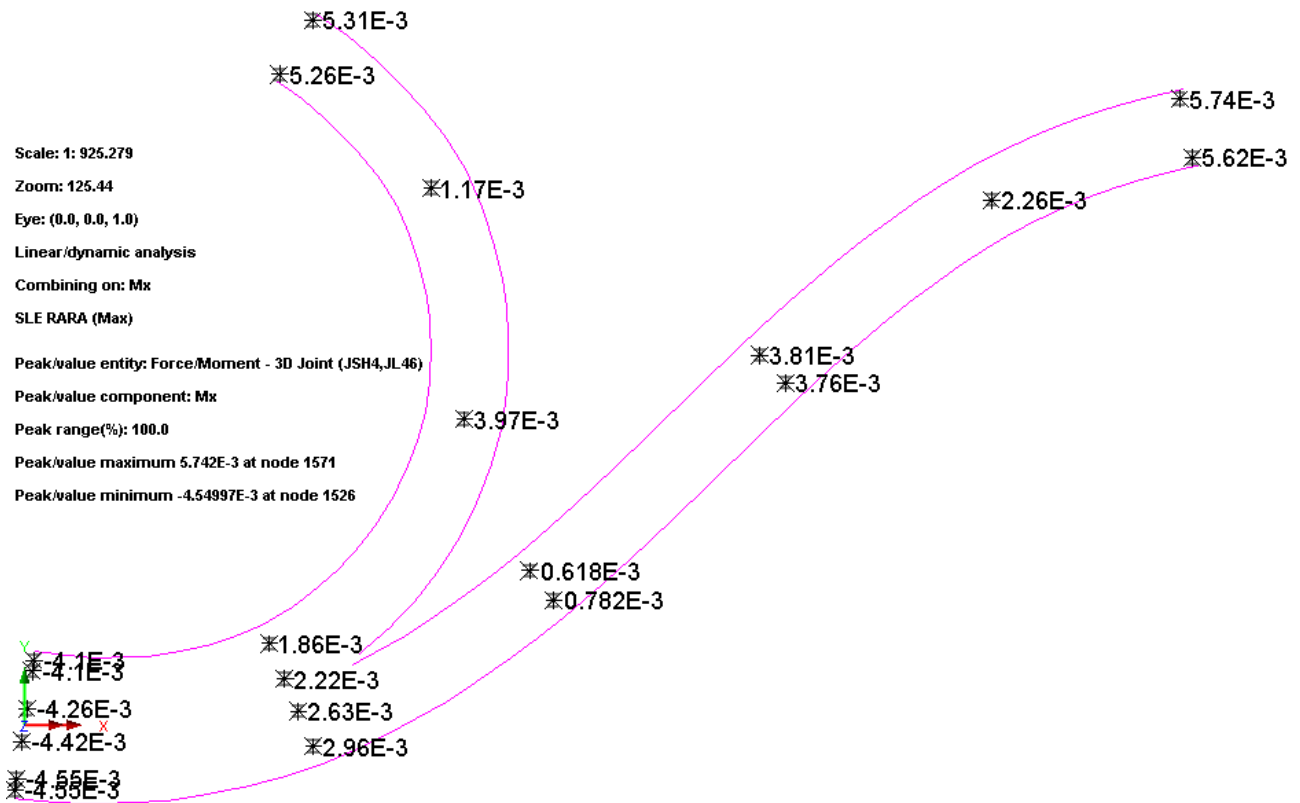 5.31E-3
5.26E-3
5.74E-3
Scale: 1: 925.279
5.62E-3
Zoom: 125.44
1.17E-3
2.26E-3
Eye: (0.0, 0.0, 1.0)
Linear/dynamic analysis
Combining on: Mx
SLE RARA (Max)
3.81E-3
Peak/value entity: Force/Moment - 3D Joint (JSH4,JL46)
3.76E-3
Peak/value component: Mx
3.97E-3
Peak range(%): 100.0
Peak/value maximum 5.742E-3 at node 1571
Peak/value minimum -4.54997E-3 at node 1526
0.618E-3
0.782E-3
1.86E-3
Y
-4.1E-3
-4.1E-3
2.22E-3
-4.26E-3
2.63E-3
Z
X
-4.42E-3
2.96E-3
-4.55E-3
-4.55E-3